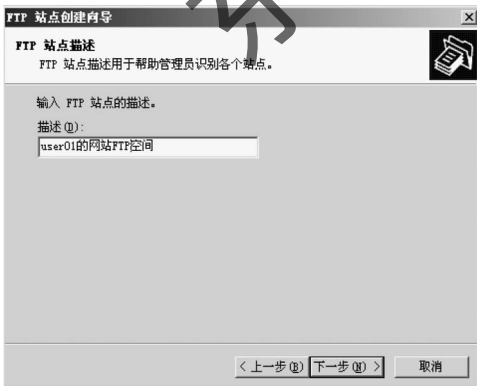 FTP 站点创建向导
FTP 站点描述
FTP 站点描述用于帮助管理员识别各个站点。
输入 FTP 站点的描述。
描述(D):
user01的网站FTP空间
< 上一步(B) 下一步(N) > 取消